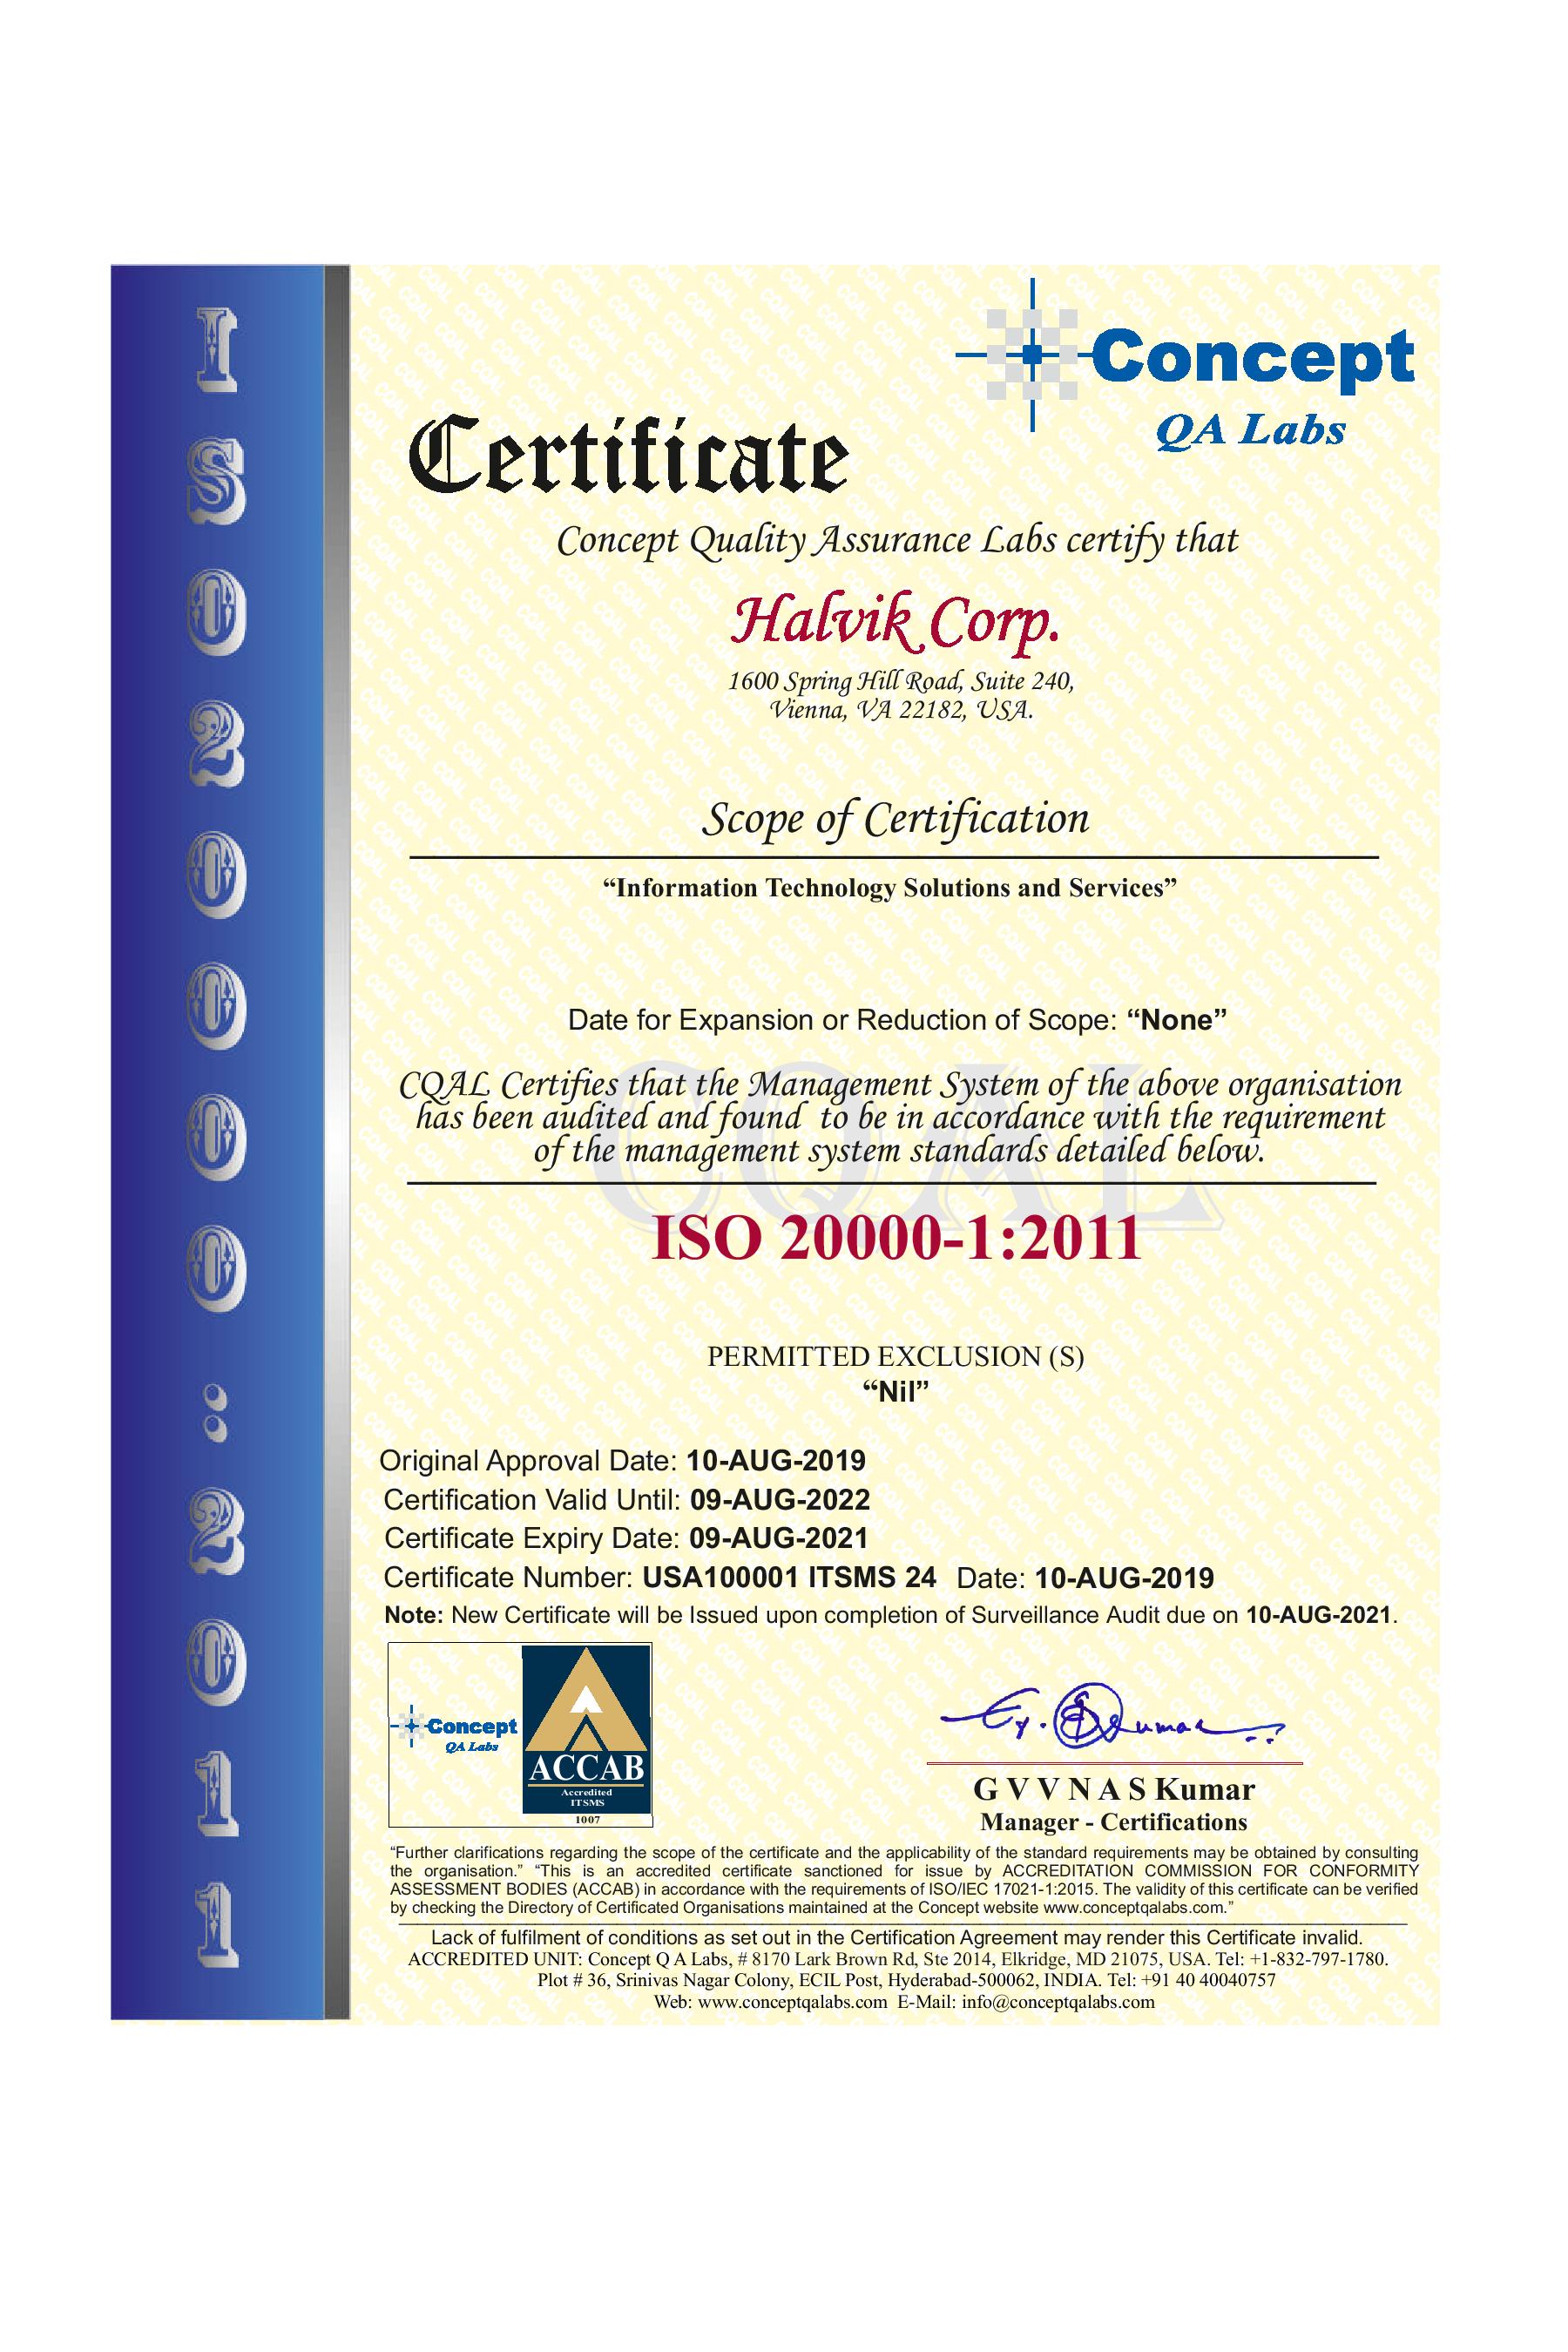 ISO20000:2011
Concept
QA Labs
Certificate
Concept Quality Assurance Labs certify that
Halvik Corp.
1600 Spring Hill Road, Suite 240,
Vienna, VA 22182, USA.
Scope of Certification
“Information Technology Solutions and Services”
Date for Expansion or Reduction of Scope: “None”
CQAL
CQAL Certifies that the Management System of the above organisation
has been audited and found to be in accordance with the requirement
of the management system standards detailed below.
ISO 20000-1:2011
PERMITTED EXCLUSION (S)
“Nil”
Original Approval Date: 10-AUG-2019
Certification Valid Until: 09-AUG-2022
Certificate Expiry Date: 09-AUG-2021
Certificate Number: USA100001 ITSMS 24 Date: 10-AUG-2019
Note: New Certificate will be Issued upon completion of Surveillance Audit due on 10-AUG-2021.
Concept
QA Labs
ACCAB
Accredited
ITSMS
1007
G V V N A S Kumar
Manager - Certifications
“Further clarifications regarding the scope of the certificate and the applicability of the standard requirements may be obtained by consulting
the organisation.” “This is an accredited certificate sanctioned for issue by ACCREDITATION COMMISSION FOR CONFORMITY
ASSESSMENT BODIES (ACCAB) in accordance with the requirements of ISO/IEC 17021-1:2015. The validity of this certificate can be verified
by checking the Directory of Certificated Organisations maintained at the Concept website www.conceptqalabs.com.”
Lack of fulfilment of conditions as set out in the Certification Agreement may render this Certificate invalid.
ACCREDITED UNIT: Concept Q A Labs, # 8170 Lark Brown Rd, Ste 2014, Elkridge, MD 21075, USA. Tel: +1-832-797-1780.
Plot # 36, Srinivas Nagar Colony, ECIL Post, Hyderabad-500062, INDIA. Tel: +91 40 40040757
Web: www.conceptqalabs.com E-Mail: info@conceptqalabs.com